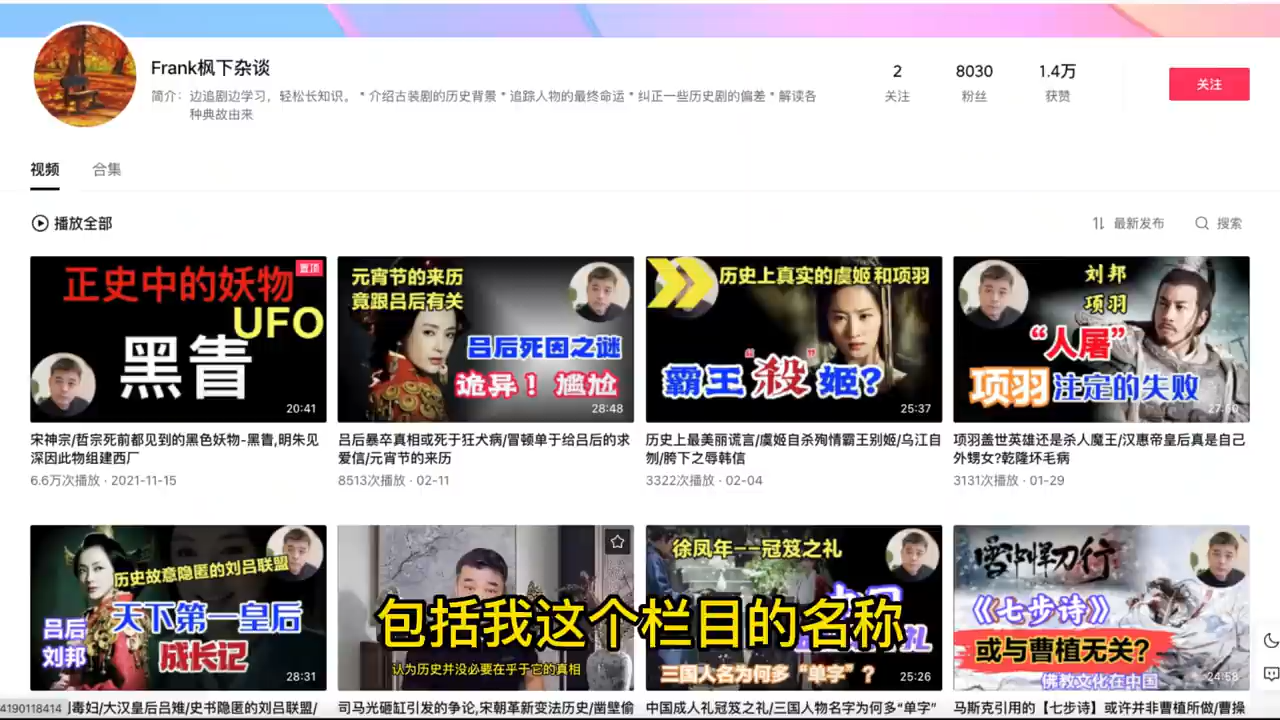 Frank枫下杂谈
简介：边追剧边学习，轻松长知识。 * 介绍古装剧的历史背景 * 追踪人物的最终命运 * 纠正一些历史剧的偏差 * 解读各
种典故由来
2
关注
8030
粉丝
1.4万
获赞
关注
视频
合集
播放全部
最新发布
搜索
正史中的妖物
置顶
UFO
黑眚
20:41
元宵节的来历
竟跟吕后有关
吕后死因之谜
诡异！尴尬
28:48
历史上真实的虞姬和项羽
霸王“殺”姬?
25:37
刘邦
项羽
“人屠”
项羽注定的失败
27:50
宋神宗/哲宗死前都见到的黑色妖物-黑眚,明朱见
深因此物组建西厂
6.6万次播放 · 2021-11-15
吕后暴卒真相或死于狂犬病/冒顿单于给吕后的求
爱信/元宵节的来历
8513次播放 · 02-11
历史上最美丽谎言/虞姬自杀殉情霸王别姬/乌江自
刎/胯下之辱韩信
3322次播放 · 02-04
项羽盖世英雄还是杀人魔王/汉惠帝皇后真是自己
外甥女?乾隆坏毛病
3131次播放 · 01-29
历史故意隐匿的刘吕联盟
天下第一皇后
吕后
刘邦
成长记
28:31
包括我这个栏目的名称
认为历史并没必要在乎于它的真相
徐凤年——冠笈之礼
三国人名为何多“单字”？
25:26
雪中悍刀行
《七步诗》
或与曹植无关?
佛教文化在中国
24:58
4190118414
毒妇/大汉皇后吕雉/史书隐匿的刘吕联盟/
司马光砸缸引发的争论,宋朝革新变法历史/凿壁偷
中国成人礼冠笈之礼/三国人物名字为何多“单字”
马斯克引用的【七步诗】或许并非曹植所做/曹操